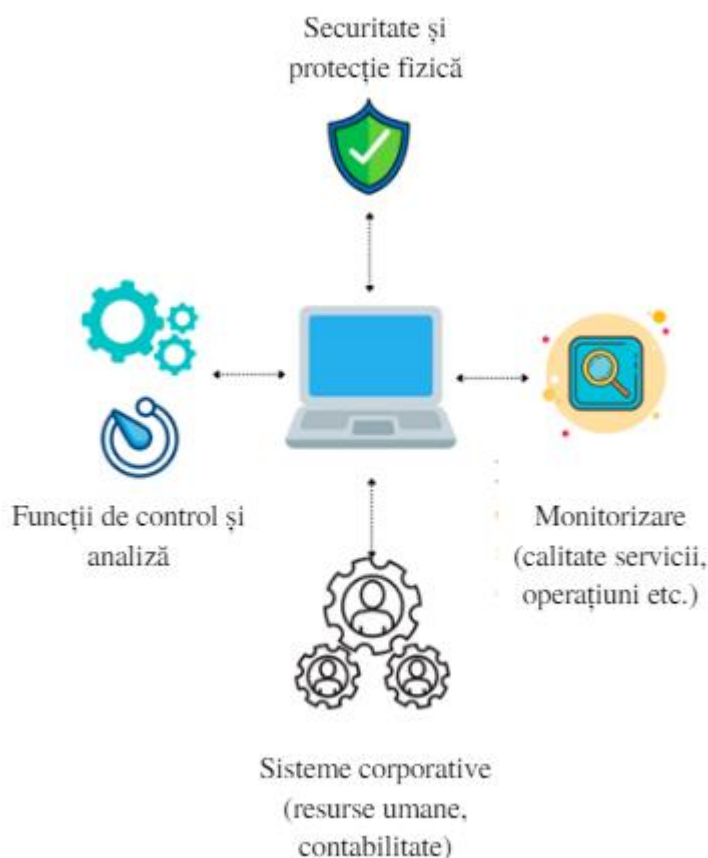 Securitate și
protecție fizică
Funcții de control și
analiză
Monitorizare
(calitate servicii,
operațiuni etc.)
Sisteme corporative
(resurse umane,
contabilitate)